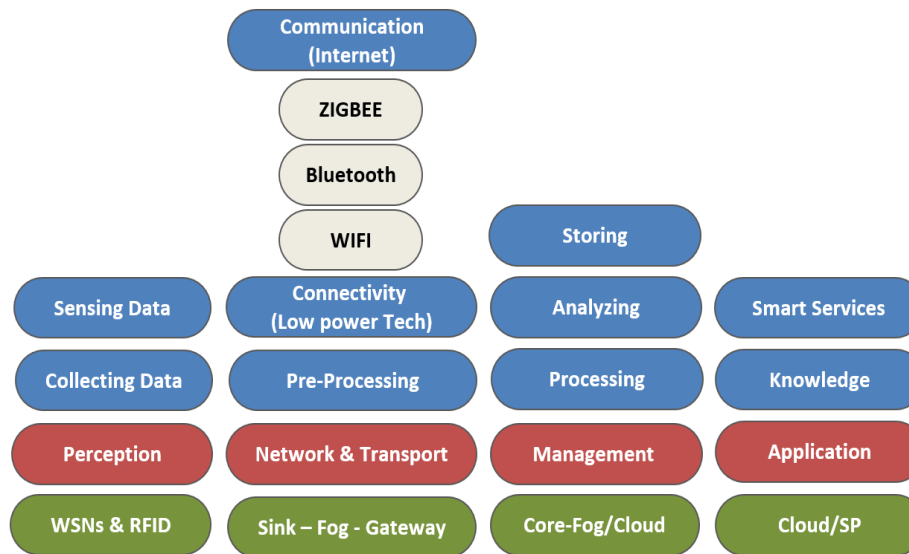 Communication
(Internet)
ZIGBEE
Bluetooth
WIFI
Storing
Sensing Data
Connectivity
(Low power Tech)
Analyzing
Smart Services
Collecting Data
Pre-Processing
Processing
Knowledge
Perception
Network & Transport
Management
Application
WSNs & RFID
Sink – Fog - Gateway
Core-Fog/Cloud
Cloud/SP